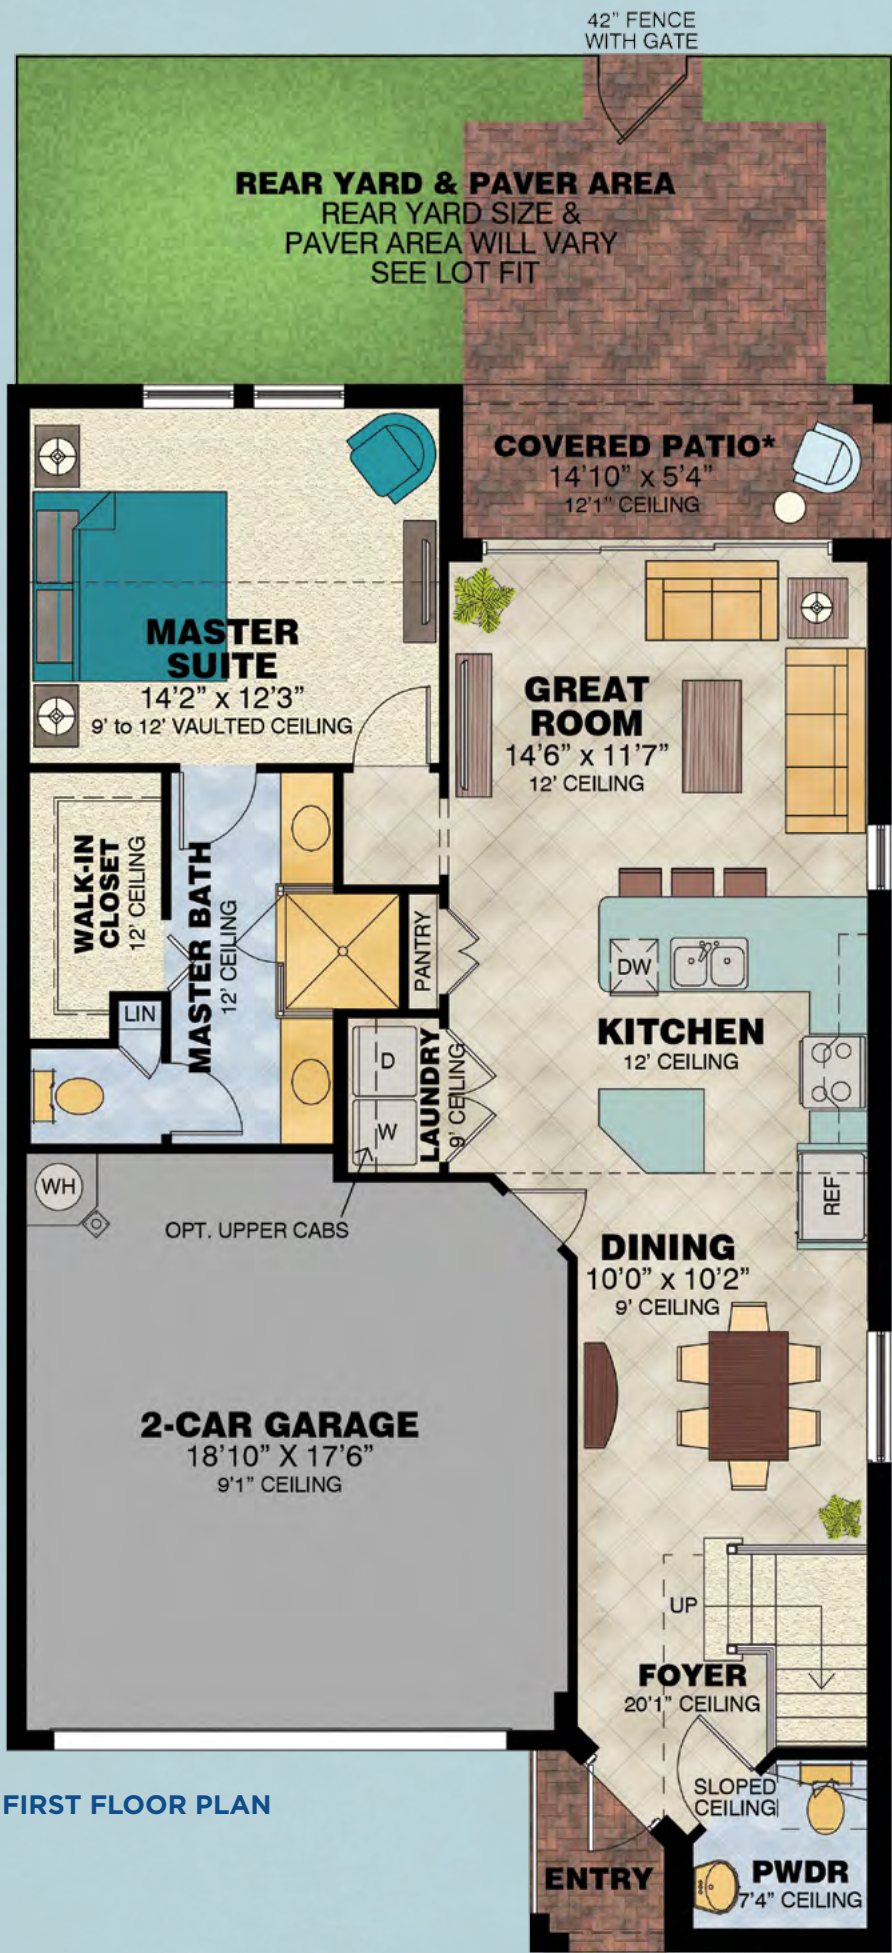 42” FENCE
WITH GATE
REAR YARD & PAVER AREA
REAR YARD SIZE &
PAVER AREA WILL VARY
SEE LOT FIT
COVERED PATIO*
14’10” x 5’4”
12’1” CEILING
MASTER
SUITE
14’2” x 12’3”
9’ to 12’ VAULTED CEILING
GREAT
ROOM
14’6” x 11’7”
12’ CEILING
WALK-IN
CLOSET
12’ CEILING
MASTER BATH
12’ CEILING
PANTRY
LIN
DW
KITCHEN
12’ CEILING
D
W
LAUNDRY
9’ CEILING
WH
OPT. UPPER CABS
REF
DINING
10’0” x 10’2”
9’ CEILING
2-CAR GARAGE
18’10” X 17’6”
9’1” CEILING
UP
FOYER
20’1” CEILING
SLOPED
CEILING
FIRST FLOOR PLAN
ENTRY
PWDR
7’4” CEILING